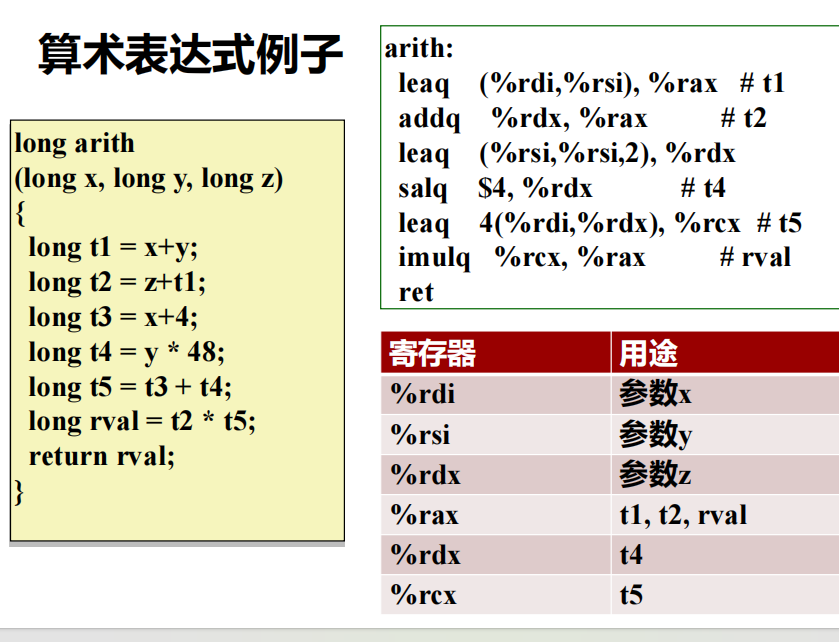 算术表达式例子
long arith
(long x, long y, long z)
{
long t1 = x+y;
long t2 = z+t1;
long t3 = x+4;
long t4 = y * 48;
long t5 = t3 + t4;
long rval = t2 * t5;
return rval;
}
arith:
leaq (%rdi,%rsi), %rax # t1
addq %rdx, %rax # t2
leaq (%rsi,%rsi,2), %rdx
salq $4, %rdx # t4
leaq 4(%rdi,%rdx), %rcx # t5
imulq %rcx, %rax # rval
ret
寄存器 用途
%rdi 参数x
%rsi 参数y
%rdx 参数z
%rax t1, t2, rval
%rdx t4
%rcx t5